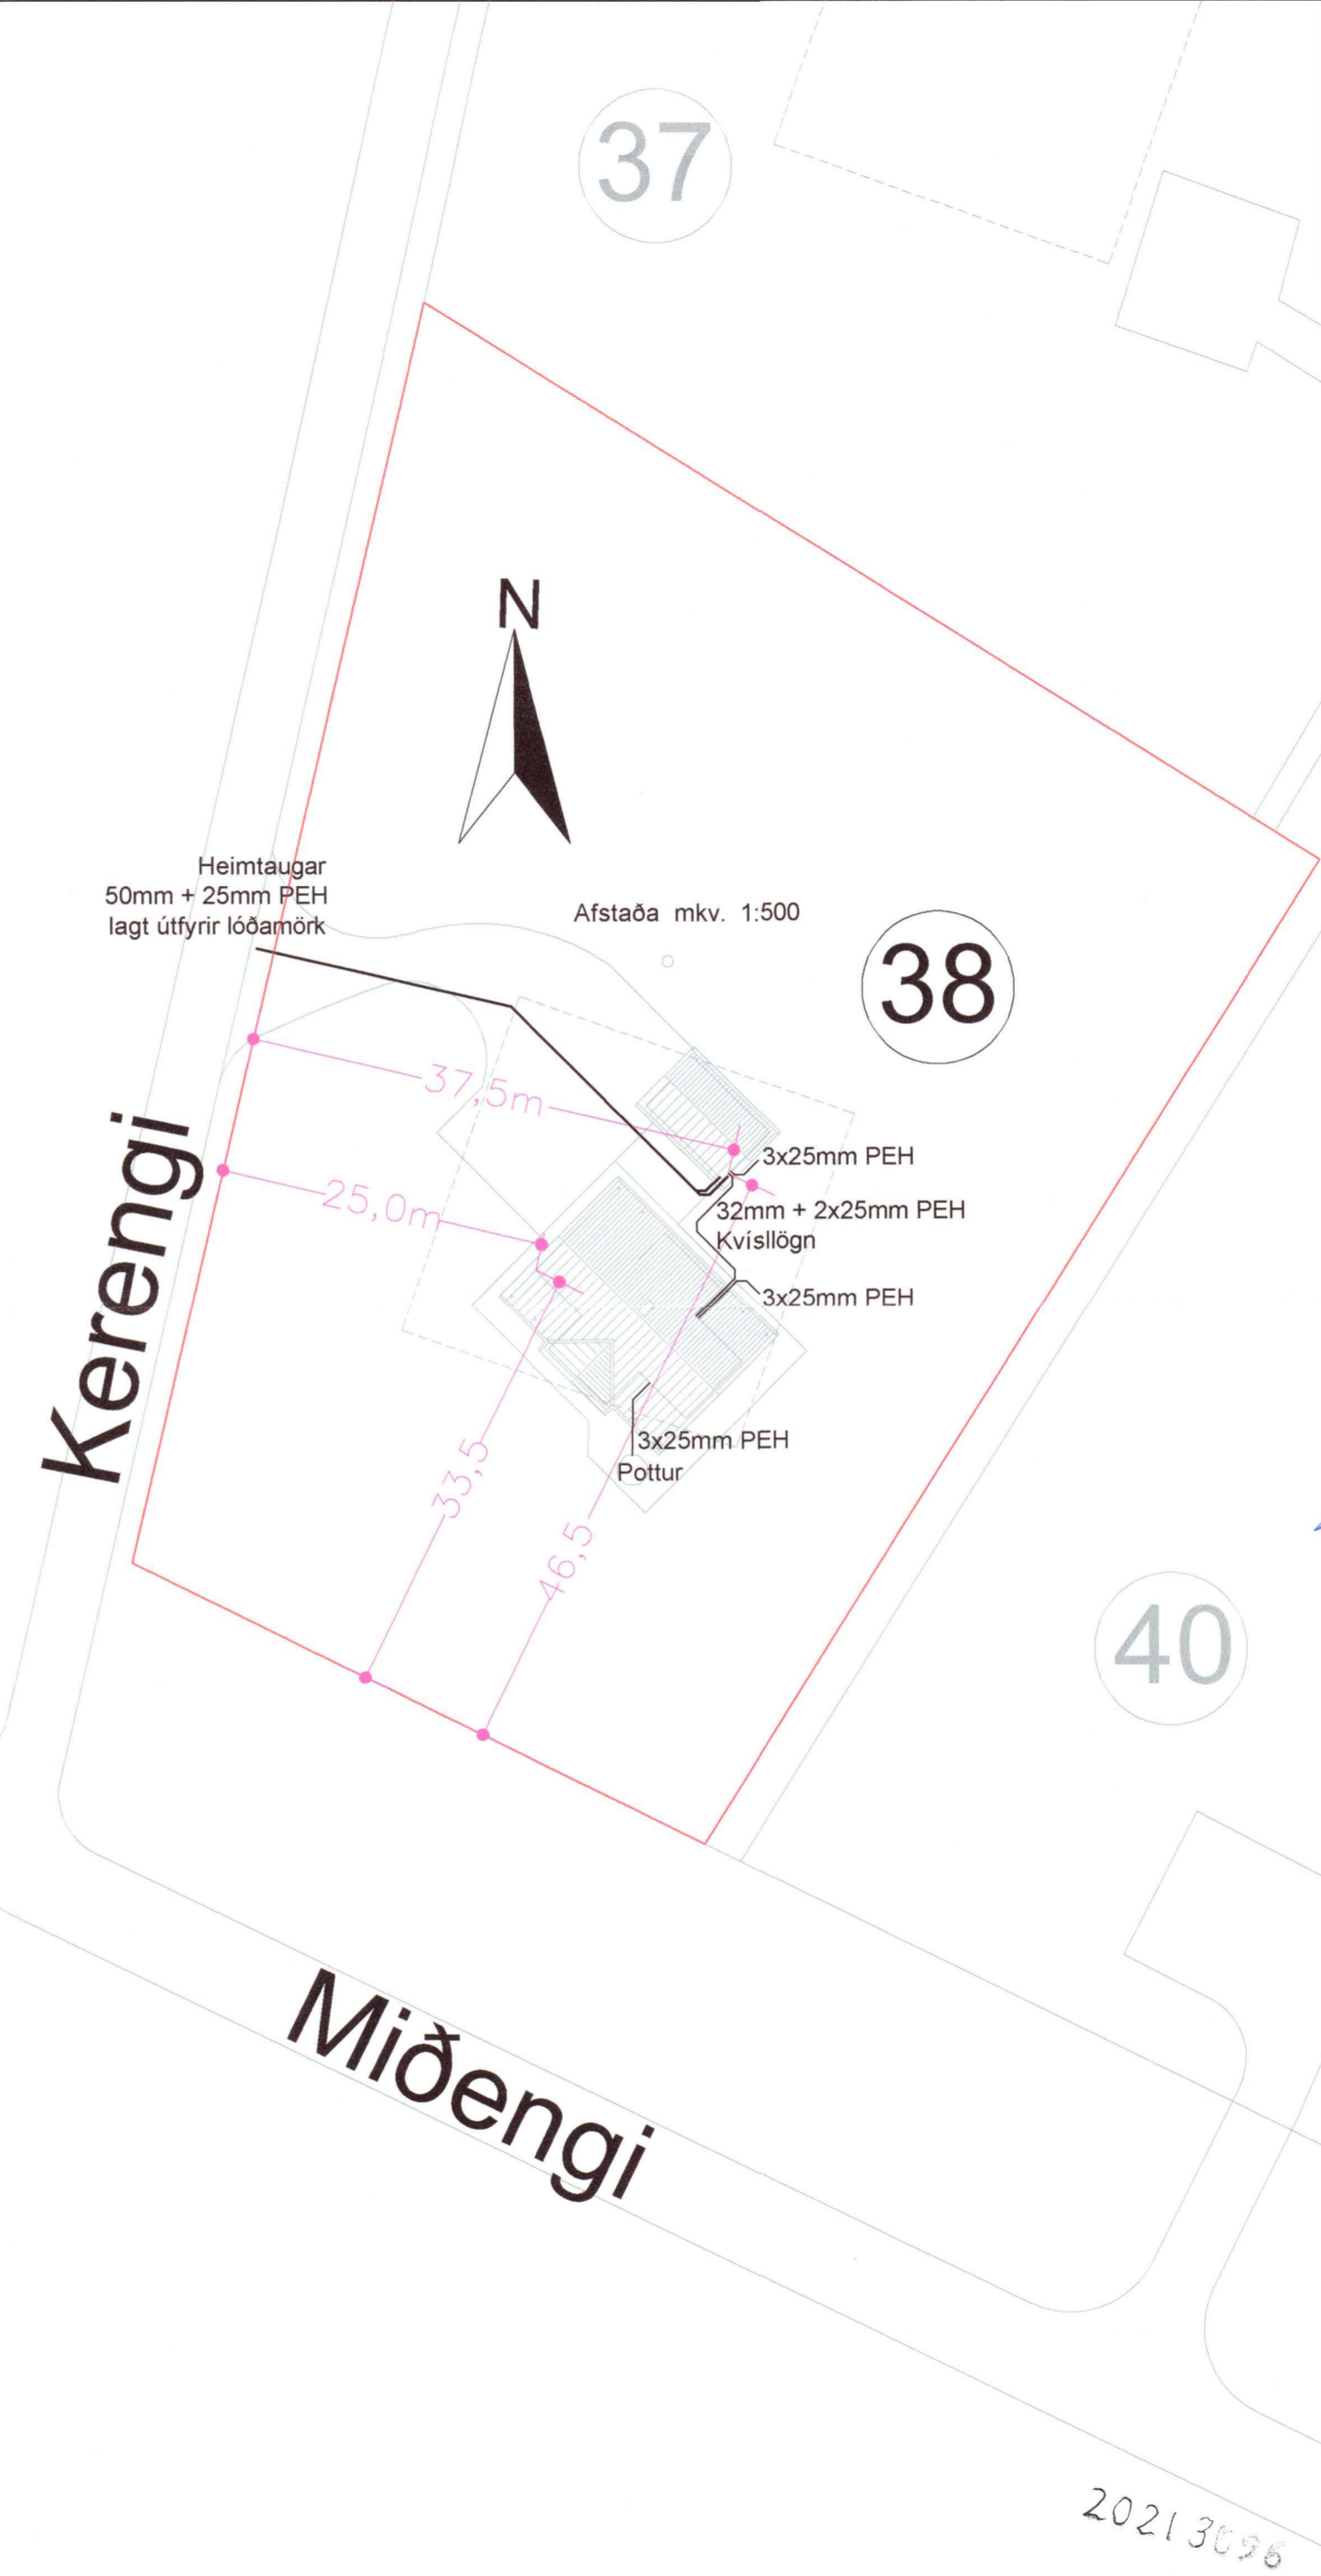 37
N
Heimtaugar
50mm + 25mm PEH
lagt útfyrir lóðamörk
Afstaða mkv. 1:500
38
37,5m
Kerengi
3x25mm PEH
25,0m
32mm + 2x25mm PEH
Kvísllögn
3x25mm PEH
3x25mm PEH
Pottur
33,5
46,5
40
Miðengi